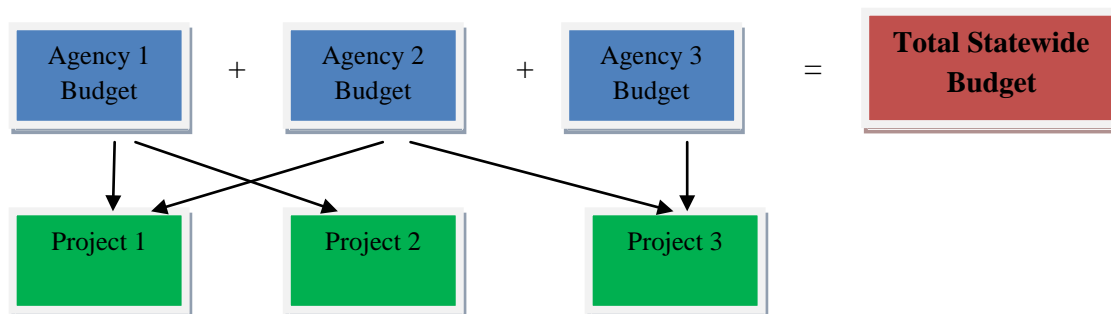 Agency 1
Budget
+
Agency 2
Budget
+
Agency 3
Budget
=
Total Statewide
Budget
Project 1
Project 2
Project 3